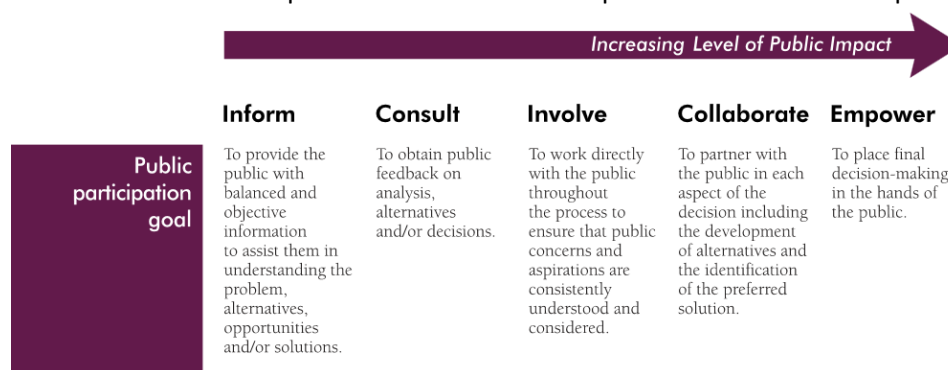 Increasing Level of Public Impact
Inform
Consult
Involve
Collaborate
Empower
Public
participation
goal
To provide the
public with
balanced and
objective
information
to assist them in
understanding the
problem,
alternatives,
opportunities
and/or solutions.
To obtain public
feedback on
analysis,
alternatives
and/or decisions.
To work directly
with the public
throughout
the process to
ensure that public
concerns and
aspirations are
consistently
understood and
considered.
To partner with
the public in each
aspect of the
decision including
the development
of alternatives and
the identification
of the preferred
solution.
To place final
decision-making
in the hands of
the public.